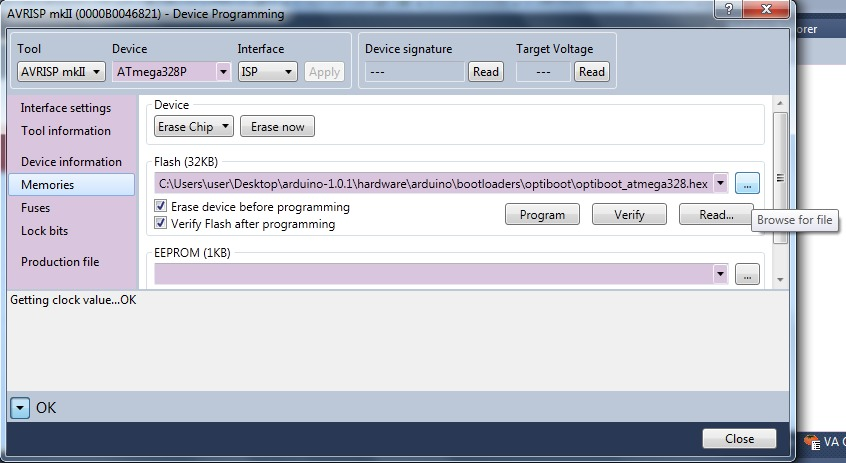 AVRISP mkII (0000B0046821) - Device Programming
Tool Device Interface Device signature Target Voltage
AVRISP mkII ATmega328P ISP Apply --- Read --- Read
Interface settings
Tool information
Device information
Memories
Fuses
Lock bits
Production file
Device
Erase Chip Erase now
Flash (32KB)
C:\Users\user\Desktop\arduino-1.0.1\hardware\arduino\bootloaders\optiboot\optiboot_atmega328.hex ...
Erase device before programming
Verify Flash after programming
Program Verify Read...
Browse for file
EEPROM (1KB)
...
Getting clock value...OK
OK
Close
orer
VA